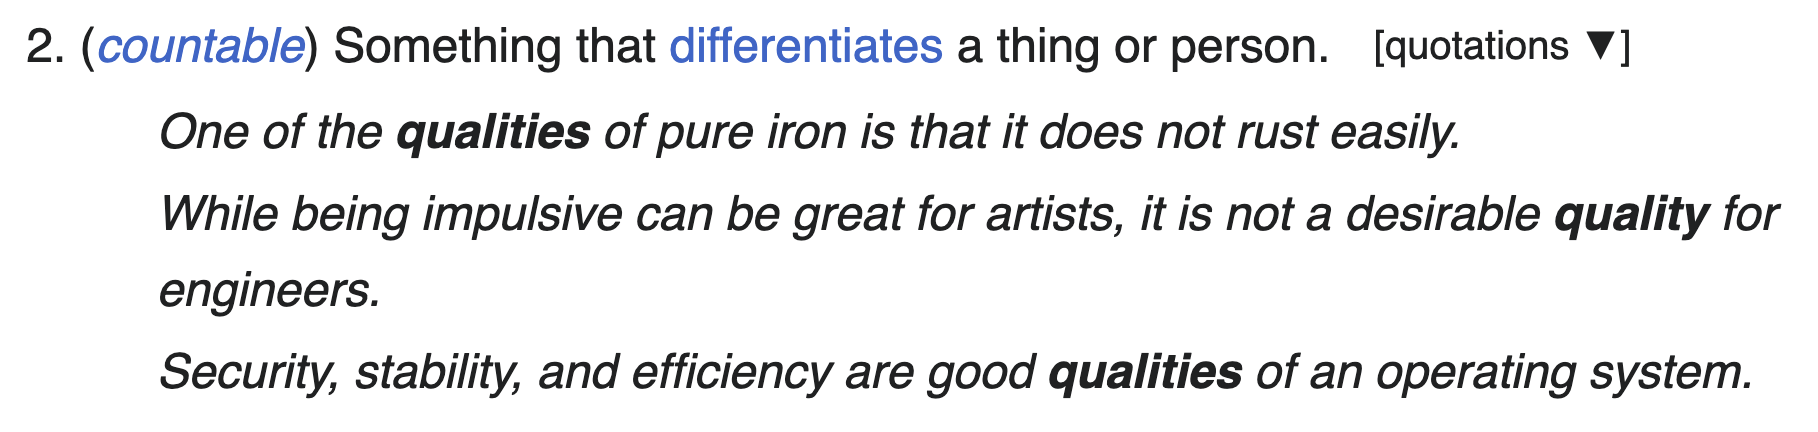 2. (countable) Something that differentiates a thing or person. [quotations ▼]
One of the qualities of pure iron is that it does not rust easily.
While being impulsive can be great for artists, it is not a desirable quality for
engineers.
Security, stability, and efficiency are good qualities of an operating system.